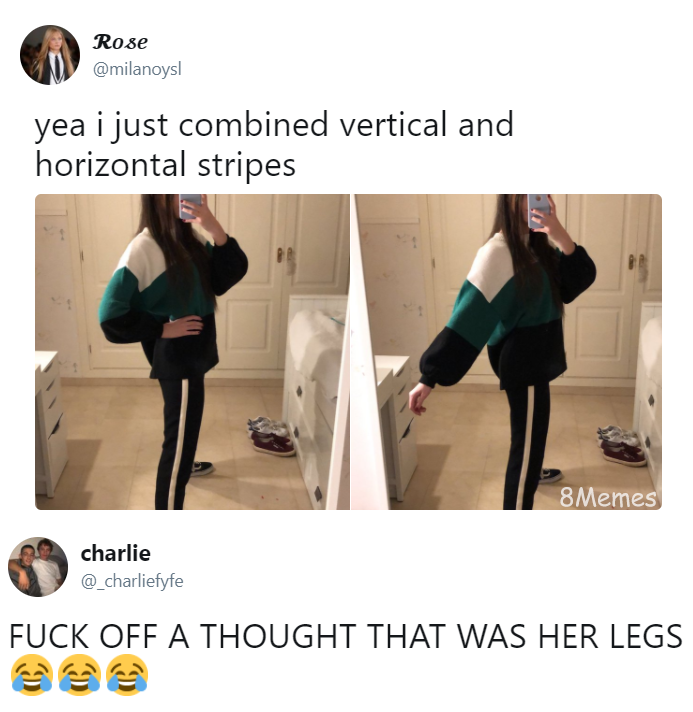 Rose
@milanoysl
yea i just combined vertical and
horizontal stripes
8Memes
charlie
@_charliefyfe
FUCK OFF A THOUGHT THAT WAS HER LEGS
😂😂😂